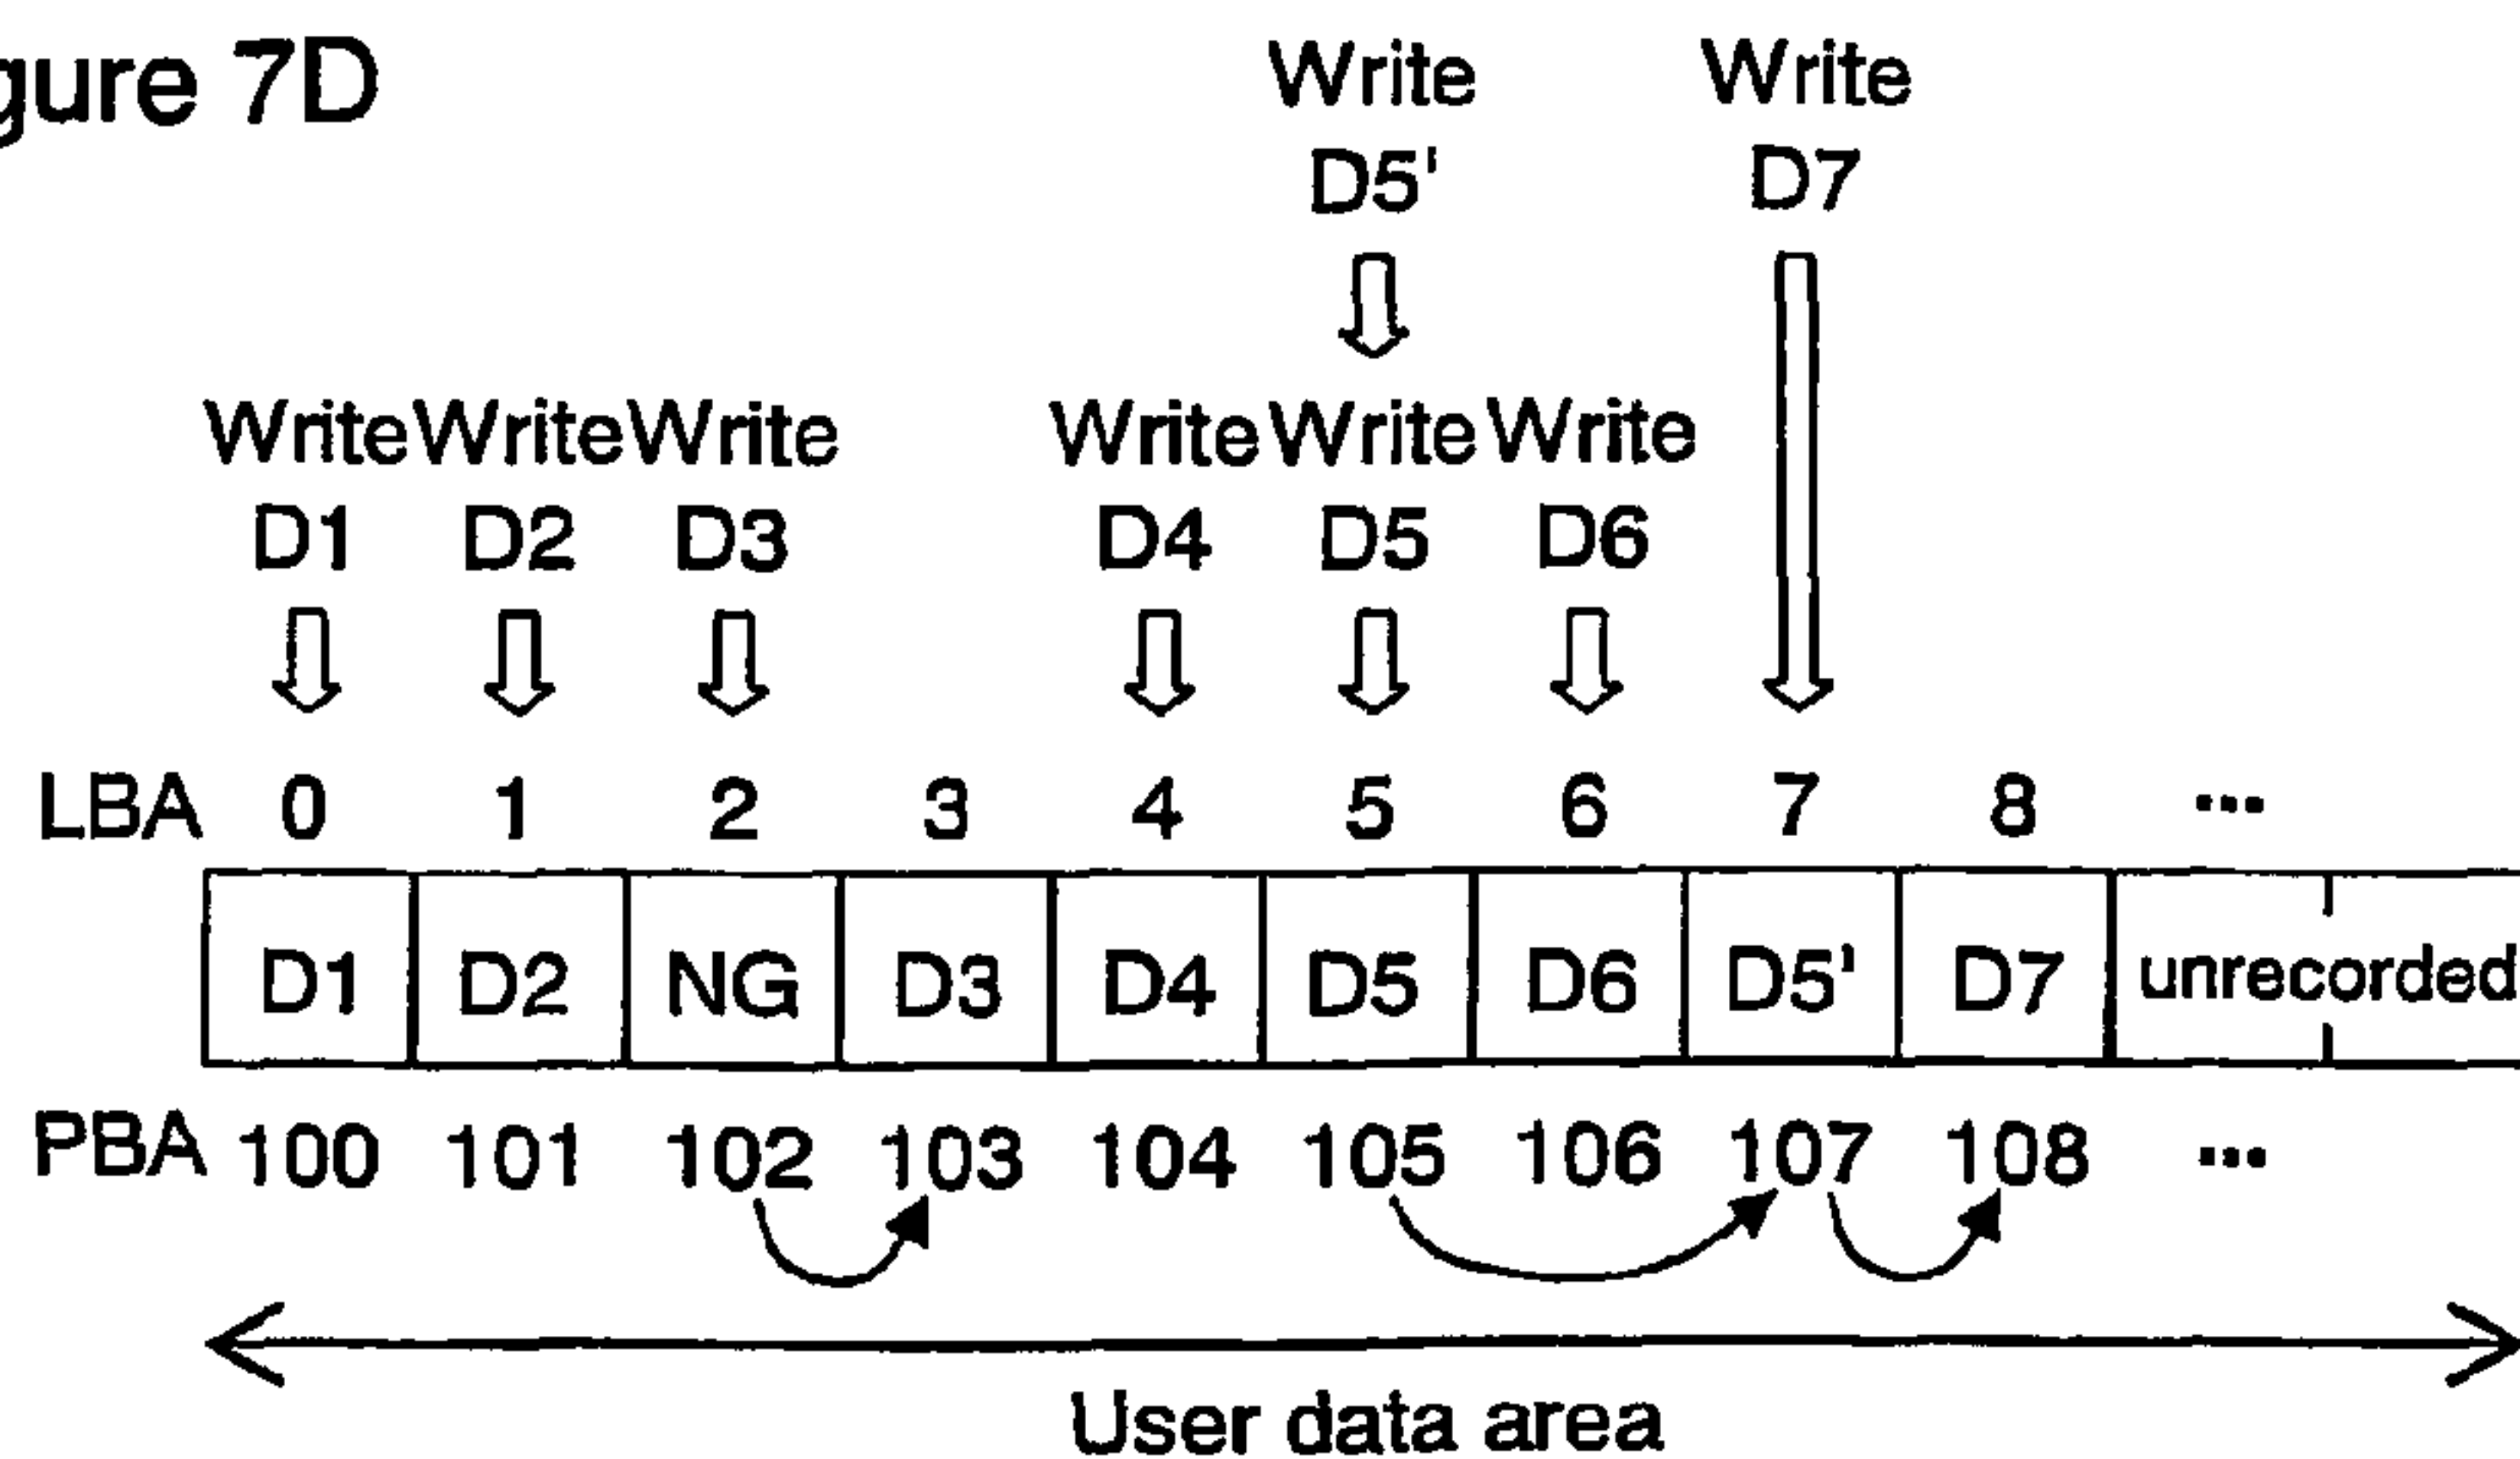 gure 7D
Write Write
D5' D7
Write Write Write Write Write Write
D1 D2 D3 D4 D5 D6
LBA 0 1 2 3 4 5 6 7 8 ...
D1 D2 NG D3 D4 D5 D6 D5' D7 unrecorded
PBA 100 101 102 103 104 105 106 107 108 ...
User data area